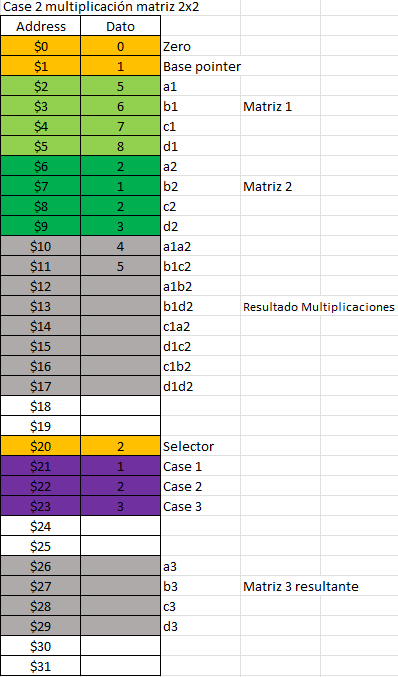 Case 2 multiplicación matriz 2x2
Address Dato
$0 0 Zero
$1 1 Base pointer
$2 5 a1
$3 6 b1 Matriz 1
$4 7 c1
$5 8 d1
$6 2 a2
$7 1 b2 Matriz 2
$8 2 c2
$9 3 d2
$10 4 a1a2
$11 5 b1c2
$12 a1b2
$13 b1d2 Resultado Multiplicaciones
$14 c1a2
$15 d1c2
$16 c1b2
$17 d1d2
$18
$19
$20 2 Selector
$21 1 Case 1
$22 2 Case 2
$23 3 Case 3
$24
$25
$26 a3
$27 b3 Matriz 3 resultante
$28 c3
$29 d3
$30
$31